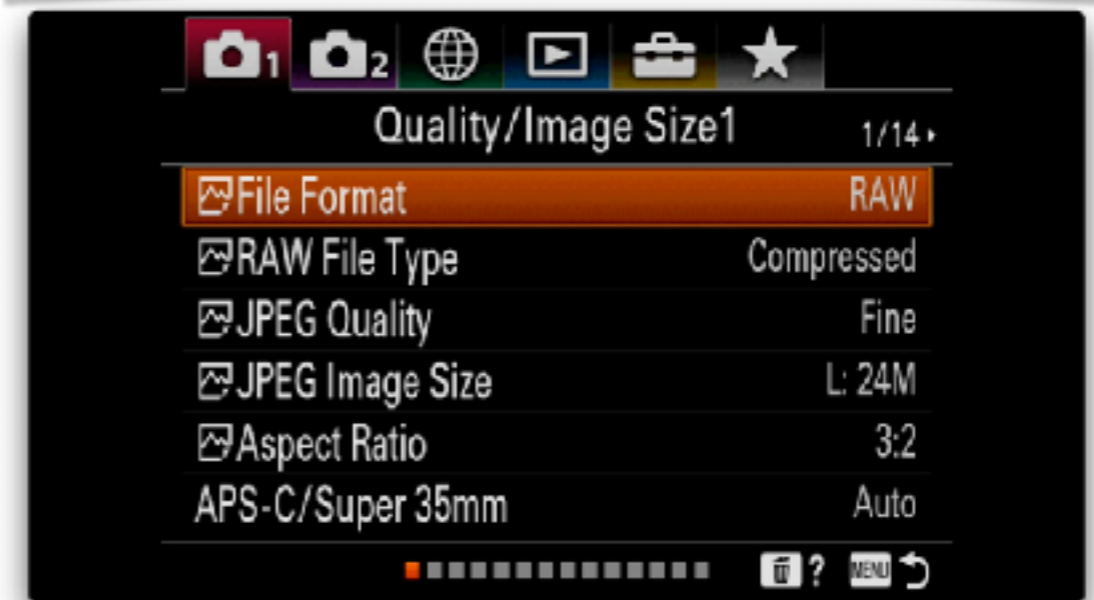 1 2
Quality/Image Size1 1/14
File Format RAW
RAW File Type Compressed
JPEG Quality Fine
JPEG Image Size L: 24M
Aspect Ratio 3:2
APS-C/Super 35mm Auto
? MENU